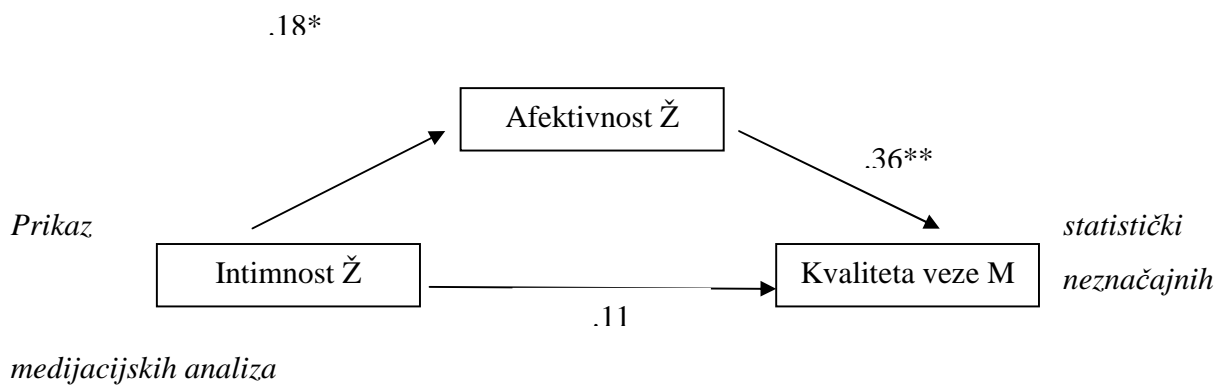 .18*
Afektivnost Ž
.36**
Prikaz
statistički
Intimnost Ž
Kvaliteta veze M
neznačajnih
.11
medijacijskih analiza